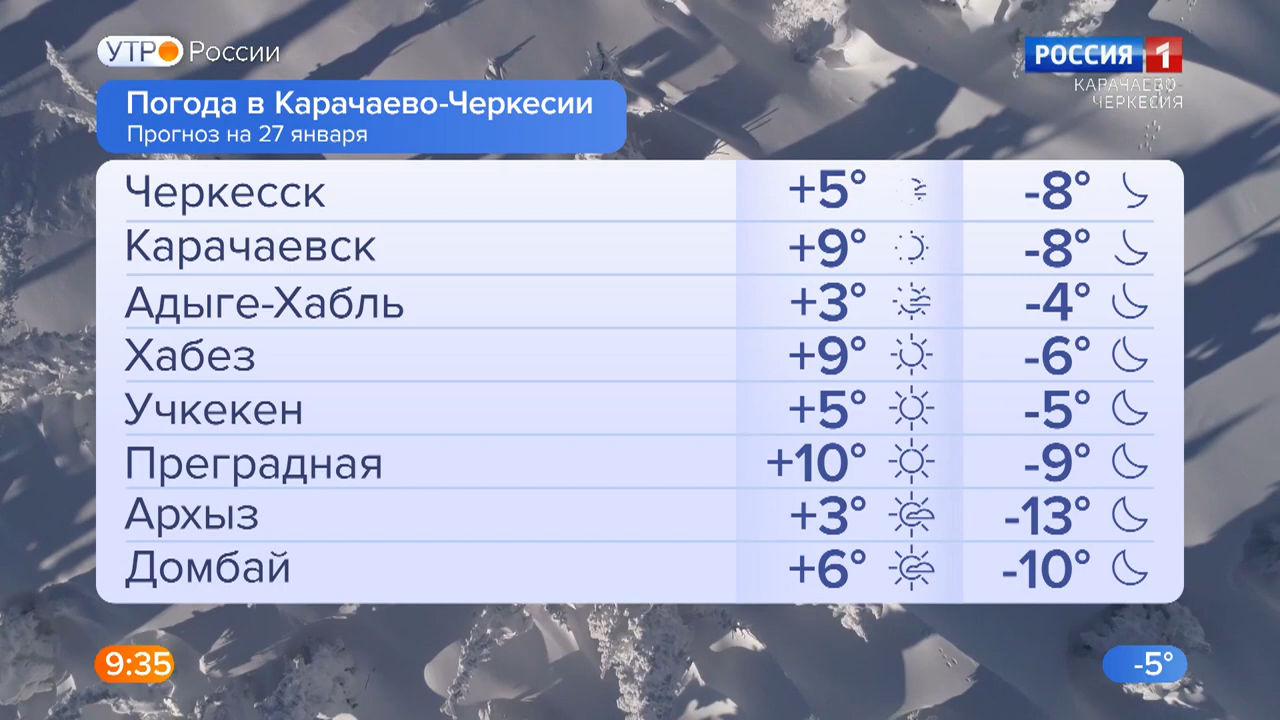 УТРО России
РОССИЯ 1
КАРАЧАЕВО-
ЧЕРКЕСИЯ
Погода в Карачаево-Черкесии
Прогноз на 27 января
Черкесск +5° -8°
Карачаевск +9° -8°
Адыге-Хабль +3° -4°
Хабез +9° -6°
Учкекен +5° -5°
Преградная +10° -9°
Архыз +3° -13°
Домбай +6° -10°
9:35
-5°